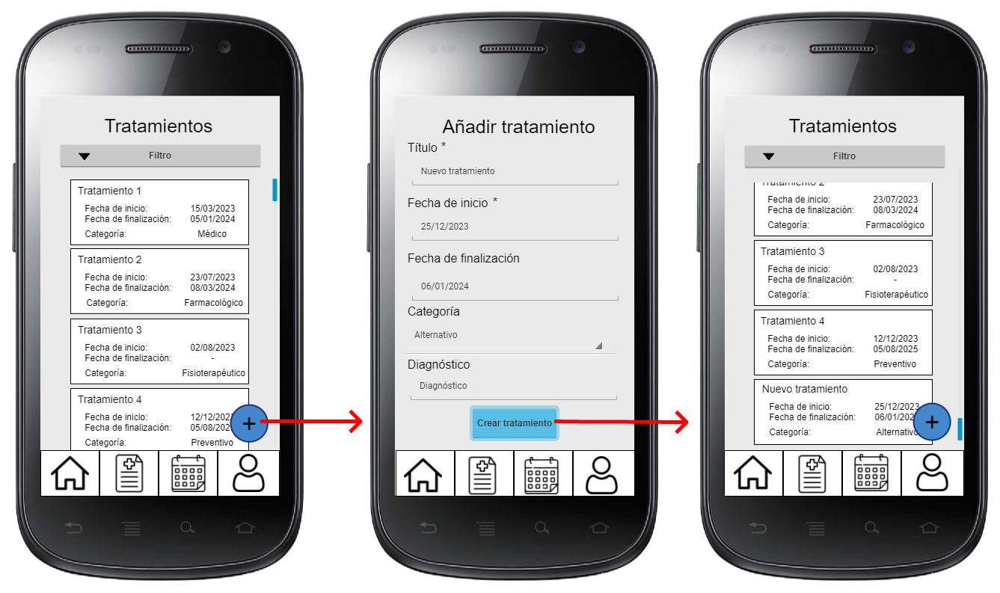 Tratamientos
Filtro
Tratamiento 1
Fecha de inicio: 15/03/2023
Fecha de finalización: 05/01/2024
Categoría: Médico
Tratamiento 2
Fecha de inicio: 23/07/2023
Fecha de finalización: 08/03/2024
Categoría: Farmacológico
Tratamiento 3
Fecha de inicio: 02/08/2023
Fecha de finalización: -
Categoría: Fisioterapéutico
Tratamiento 4
Fecha de inicio: 12/12/202
Fecha de finalización: 05/08/20
Categoría: Preventivo
+
Añadir tratamiento
Título *
Nuevo tratamiento
Fecha de inicio *
25/12/2023
Fecha de finalización
06/01/2024
Categoría
Alternativo
Diagnóstico
Diagnóstico
Crear tratamiento
Tratamientos
Filtro
Tratamiento 2
Fecha de inicio: 23/07/2023
Fecha de finalización: 08/03/2024
Categoría: Farmacológico
Tratamiento 3
Fecha de inicio: 02/08/2023
Fecha de finalización: -
Categoría: Fisioterapéutico
Tratamiento 4
Fecha de inicio: 12/12/2023
Fecha de finalización: 05/08/2025
Categoría: Preventivo
Nuevo tratamiento
Fecha de inicio: 25/12/2023
Fecha de finalización: 06/01/202
Categoría: Alternativo
+